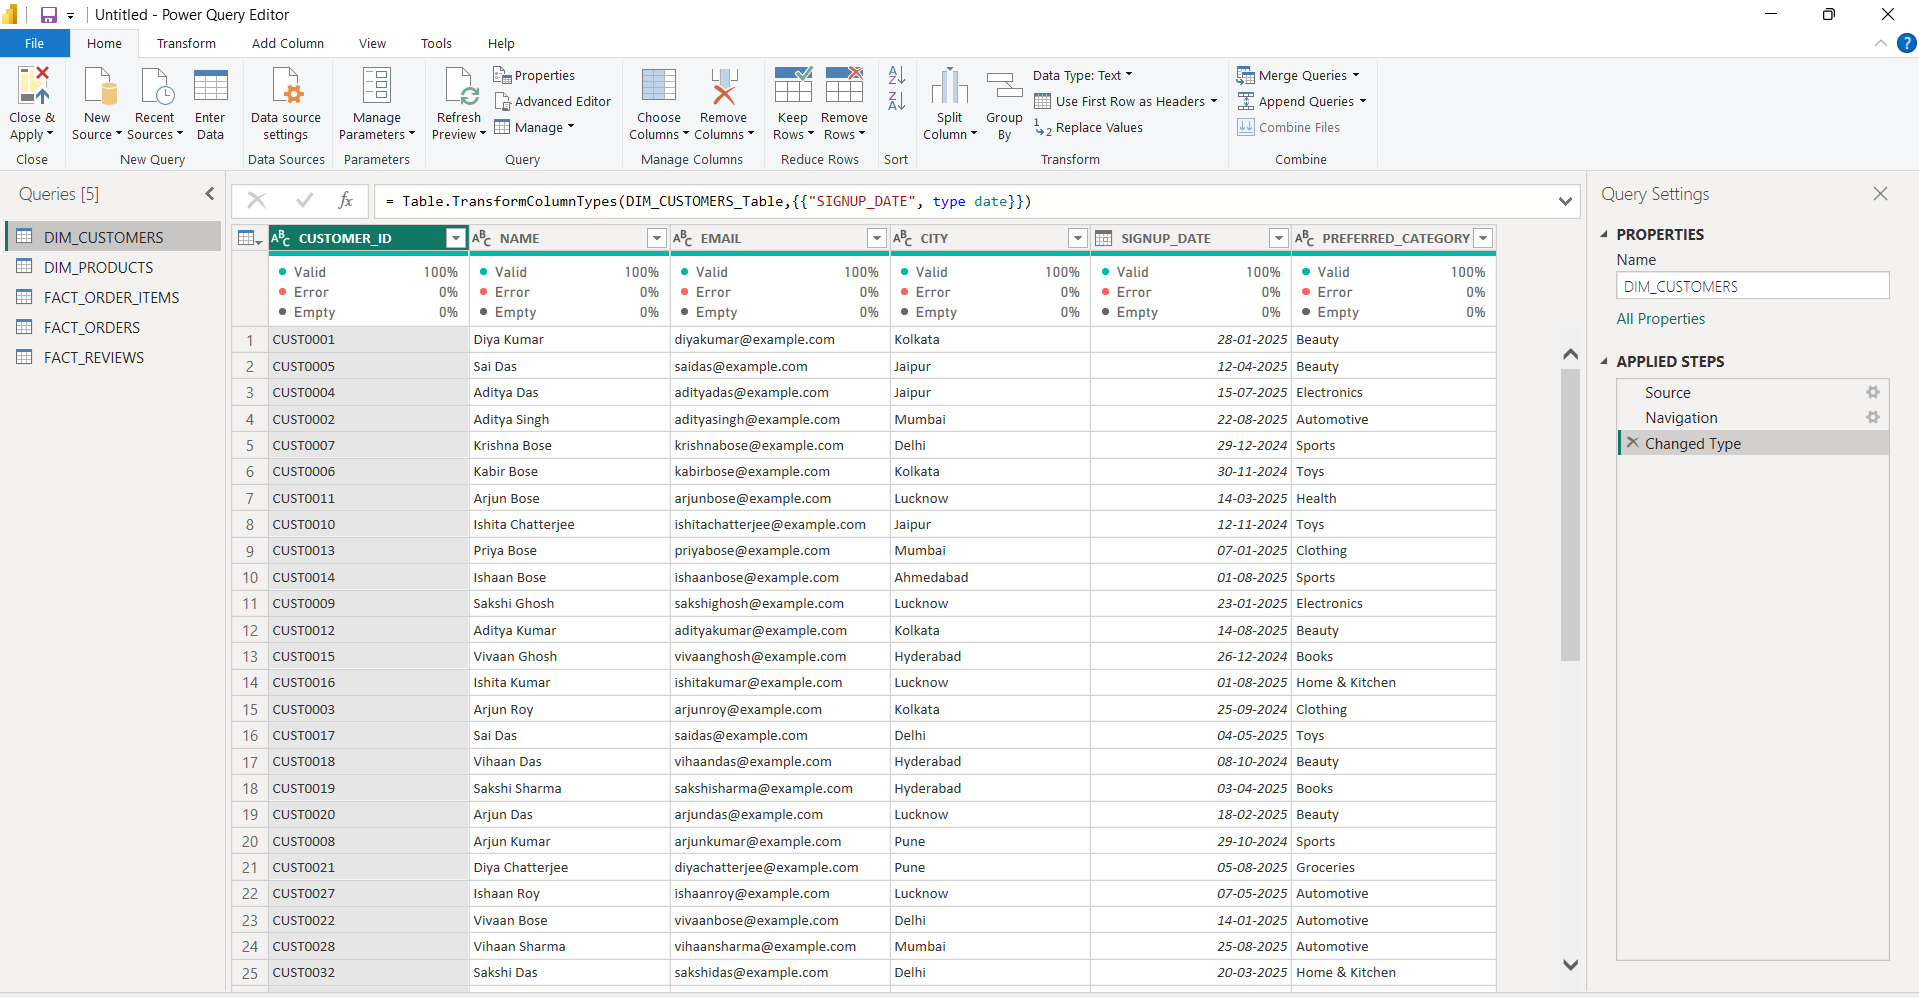 Untitled - Power Query Editor
File Home Transform Add Column View Tools Help
Close & Apply
Close
New Source
Recent Sources
Enter Data
New Query
Data source settings
Data Sources
Manage Parameters
Parameters
Refresh Preview
Properties
Advanced Editor
Manage
Query
Choose Columns
Remove Columns
Manage Columns
Keep Rows
Remove Rows
Reduce Rows
Sort
Split Column
Group By
Data Type: Text
Use First Row as Headers
Replace Values
Transform
Merge Queries
Append Queries
Combine Files
Combine
Queries [5]
DIM_CUSTOMERS
DIM_PRODUCTS
FACT_ORDER_ITEMS
FACT_ORDERS
FACT_REVIEWS
fx = Table.TransformColumnTypes(DIM_CUSTOMERS_Table,{{"SIGNUP_DATE", type date}})
CUSTOMER_ID NAME EMAIL CITY SIGNUP_DATE PREFERRED_CATEGORY
Valid 100% Valid 100% Valid 100% Valid 100% Valid 100% Valid 100%
Error 0% Error 0% Error 0% Error 0% Error 0% Error 0%
Empty 0% Empty 0% Empty 0% Empty 0% Empty 0% Empty 0%
1 CUST0001 Diya Kumar diyakumar@example.com Kolkata 28-01-2025 Beauty
2 CUST0005 Sai Das saidas@example.com Jaipur 12-04-2025 Beauty
3 CUST0004 Aditya Das adityadas@example.com Jaipur 15-07-2025 Electronics
4 CUST0002 Aditya Singh adityasingh@example.com Mumbai 22-08-2025 Automotive
5 CUST0007 Krishna Bose krishnabose@example.com Delhi 29-12-2024 Sports
6 CUST0006 Kabir Bose kabirbose@example.com Kolkata 30-11-2024 Toys
7 CUST0011 Arjun Bose arjunbose@example.com Lucknow 14-03-2025 Health
8 CUST0010 Ishita Chatterjee ishitachatterjee@example.com Jaipur 12-11-2024 Toys
9 CUST0013 Priya Bose priyabose@example.com Mumbai 07-01-2025 Clothing
10 CUST0014 Ishaan Bose ishaanbose@example.com Ahmedabad 01-08-2025 Sports
11 CUST0009 Sakshi Ghosh sakshighosh@example.com Lucknow 23-01-2025 Electronics
12 CUST0012 Aditya Kumar adityakumar@example.com Kolkata 14-08-2025 Beauty
13 CUST0015 Vivaan Ghosh vivaanghosh@example.com Hyderabad 26-12-2024 Books
14 CUST0016 Ishita Kumar ishitakumar@example.com Lucknow 01-08-2025 Home & Kitchen
15 CUST0003 Arjun Roy arjunroy@example.com Kolkata 25-09-2024 Clothing
16 CUST0017 Sai Das saidas@example.com Delhi 04-05-2025 Toys
17 CUST0018 Vihaan Das vihaandas@example.com Hyderabad 08-10-2024 Beauty
18 CUST0019 Sakshi Sharma sakshisharma@example.com Hyderabad 03-04-2025 Books
19 CUST0020 Arjun Das arjundas@example.com Lucknow 18-02-2025 Beauty
20 CUST0008 Arjun Kumar arjunkumar@example.com Pune 29-10-2024 Sports
21 CUST0021 Diya Chatterjee diyachatterjee@example.com Pune 05-08-2025 Groceries
22 CUST0027 Ishaan Roy ishaanroy@example.com Lucknow 07-05-2025 Automotive
23 CUST0022 Vivaan Bose vivaanbose@example.com Delhi 14-01-2025 Automotive
24 CUST0028 Vihaan Sharma vihaansharma@example.com Mumbai 25-08-2025 Automotive
25 CUST0032 Sakshi Das sakshidas@example.com Delhi 20-03-2025 Home & Kitchen
Query Settings
PROPERTIES
Name
DIM_CUSTOMERS
All Properties
APPLIED STEPS
Source
Navigation
Changed Type